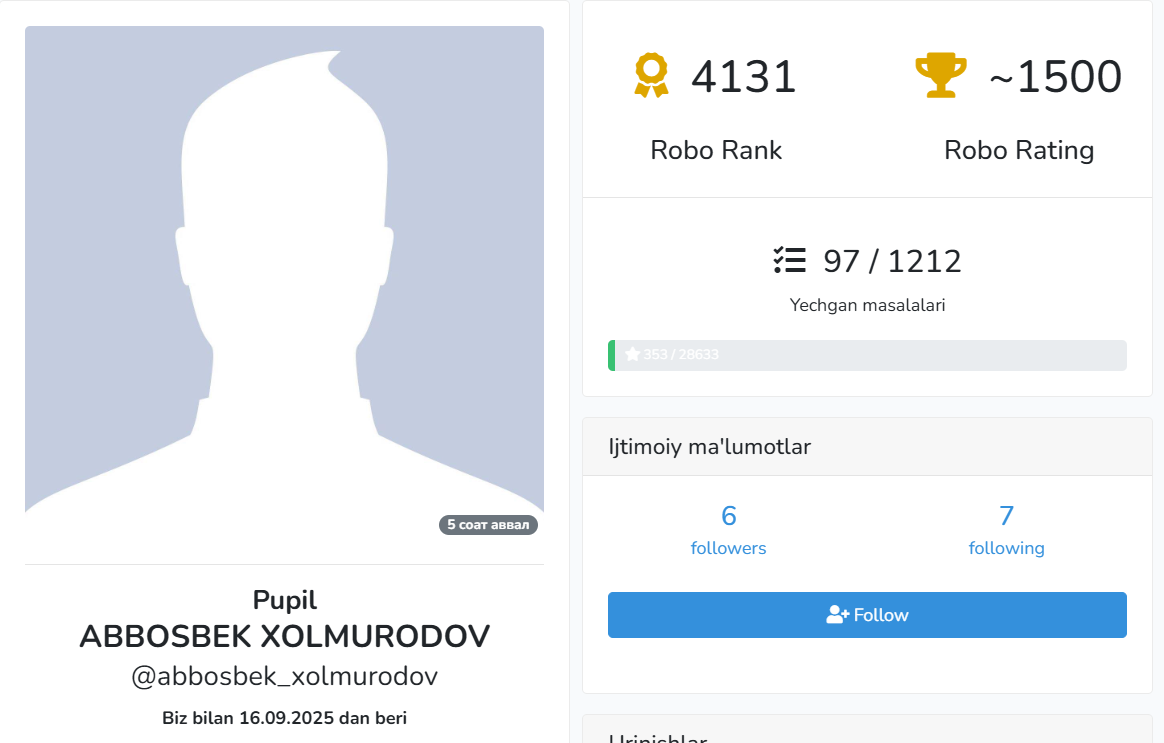 5 соат аввал
Pupil
ABBOSBEK XOLMURODOV
@abbosbek_xolmurodov
Biz bilan 16.09.2025 dan beri
4131
Robo Rank
~1500
Robo Rating
97 / 1212
Yechgan masalalari
353 / 28633
Ijtimoiy ma'lumotlar
6
followers
7
following
Follow
Urinishlar